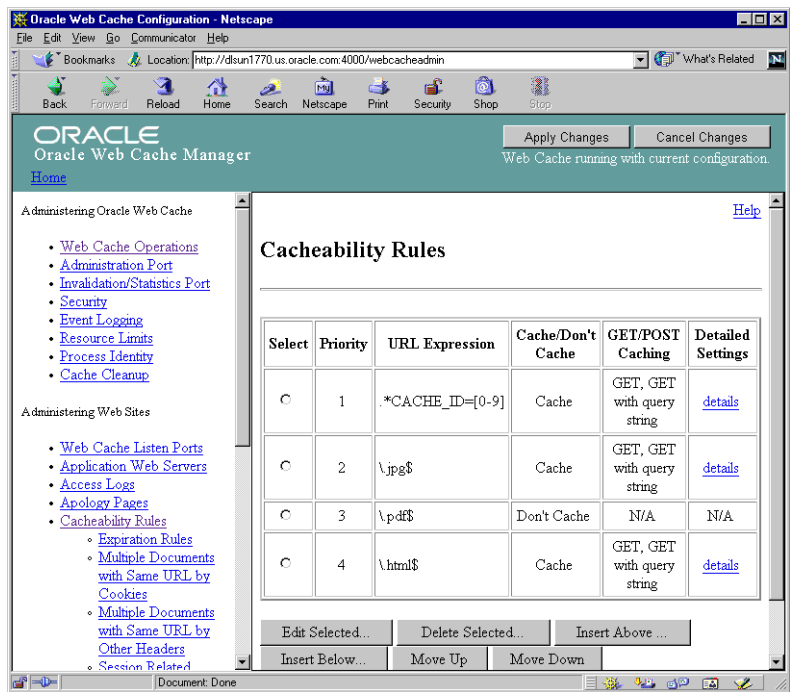 Oracle Web Cache Configuration - Netscape
File Edit View Go Communicator Help
Bookmarks Location: http://dlsun1770.us.oracle.com:4000/webcacheadmin What's Related N
Back Forward Reload Home Search Netscape Print Security Shop Stop
ORACLE
Oracle Web Cache Manager
Home
Apply Changes Cancel Changes
Web Cache running with current configuration.
Administering Oracle Web Cache
Web Cache Operations
Administration Port
Invalidation/Statistics Port
Security
Event Logging
Resource Limits
Process Identity
Cache Cleanup
Administering Web Sites
Web Cache Listen Ports
Application Web Servers
Access Logs
Apology Pages
Cacheability Rules
Expiration Rules
Multiple Documents
with Same URL by
Cookies
Multiple Documents
with Same URL by
Other Headers
Session Related
Help
Cacheability Rules
Select Priority URL Expression Cache/Don't Cache GET/POST Caching Detailed Settings
1 .*CACHE_ID=[0-9] Cache GET, GET with query string details
2 \.jpg$ Cache GET, GET with query string details
3 \.pdf$ Don't Cache N/A N/A
4 \.html$ Cache GET, GET with query string details
Edit Selected... Delete Selected... Insert Above ...
Insert Below... Move Up Move Down
Document: Done